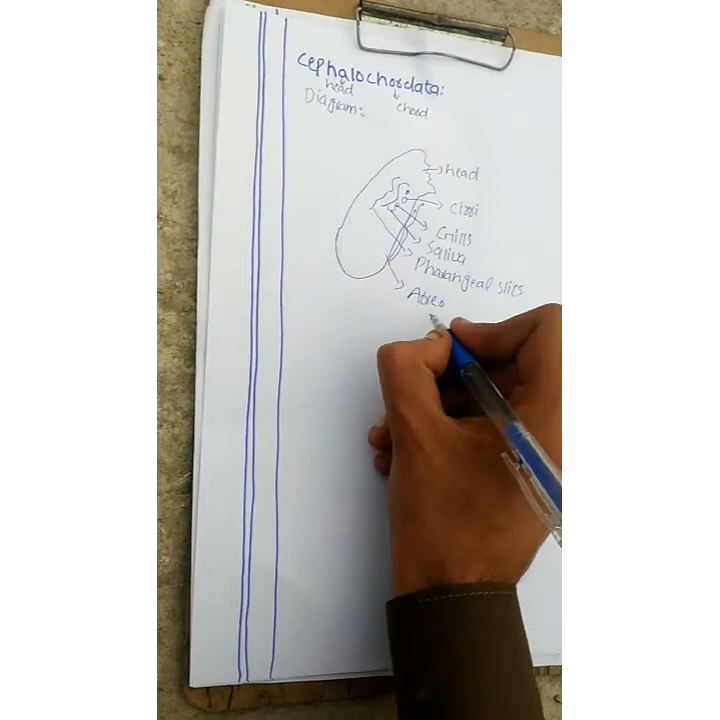 Cephalochordata:
head
chord
Diagram:
head
Cirri
Gills
Saliva
Pharangeal slits
Atreo